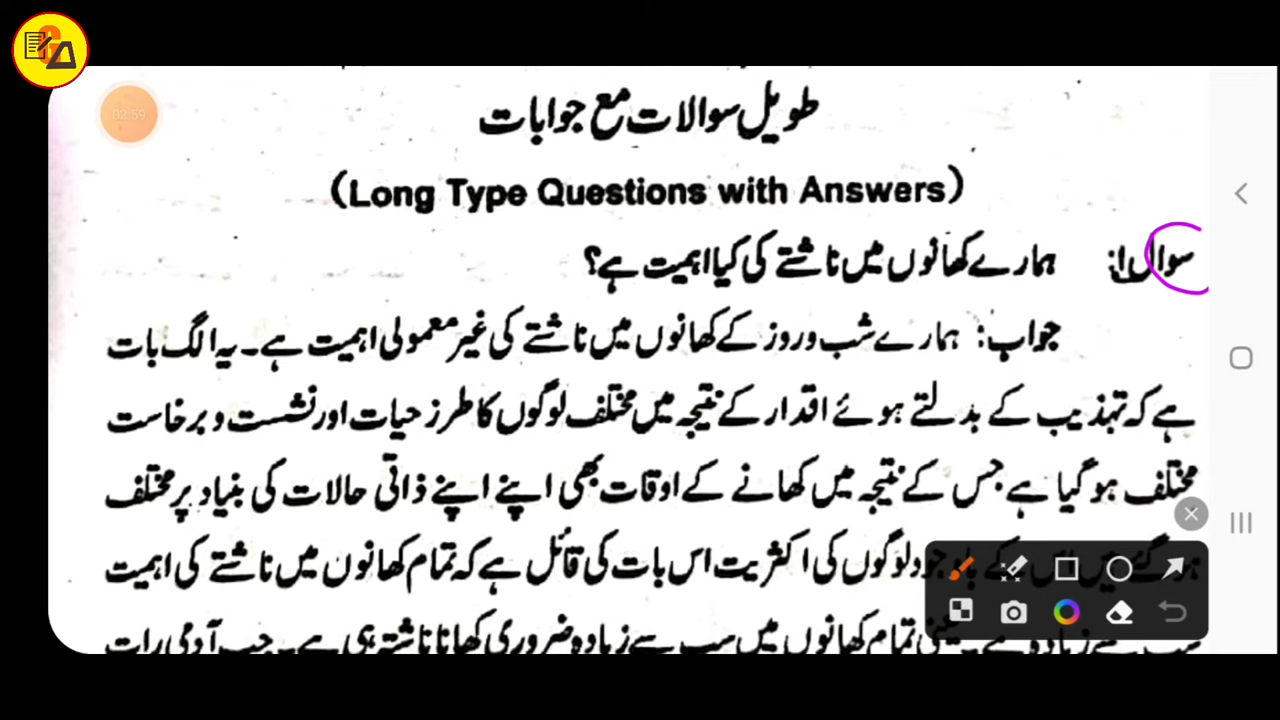 02:59
طویل سوالات مع جوابات
(Long Type Questions with Answers)
سوال ا: ہمارے کھانوں میں ناشتے کی کیا اہمیت ہے؟
جواب: ہمارے شب و روز کے کھانوں میں ناشتے کی غیر معمولی اہمیت ہے۔ یہ الگ بات
ہے کہ تہذیب کے بدلتے ہوئے اقدار کے نتیجہ میں مختلف لوگوں کا طرز حیات اور نشست و برخاست
مختلف ہو گیا ہے جس کے نتیجہ میں کھانے کے اوقات بھی اپنے اپنے ذاتی حالات کی بنیاد پر مختلف
لوگوں کی اکثریت اس بات کی قائل ہے کہ تمام کھانوں میں ناشتے کی اہمیت
تمام کھانوں میں سب سے زیادہ ضروری کھانا ناشتہ ہی ہے۔ جب آدمی رات